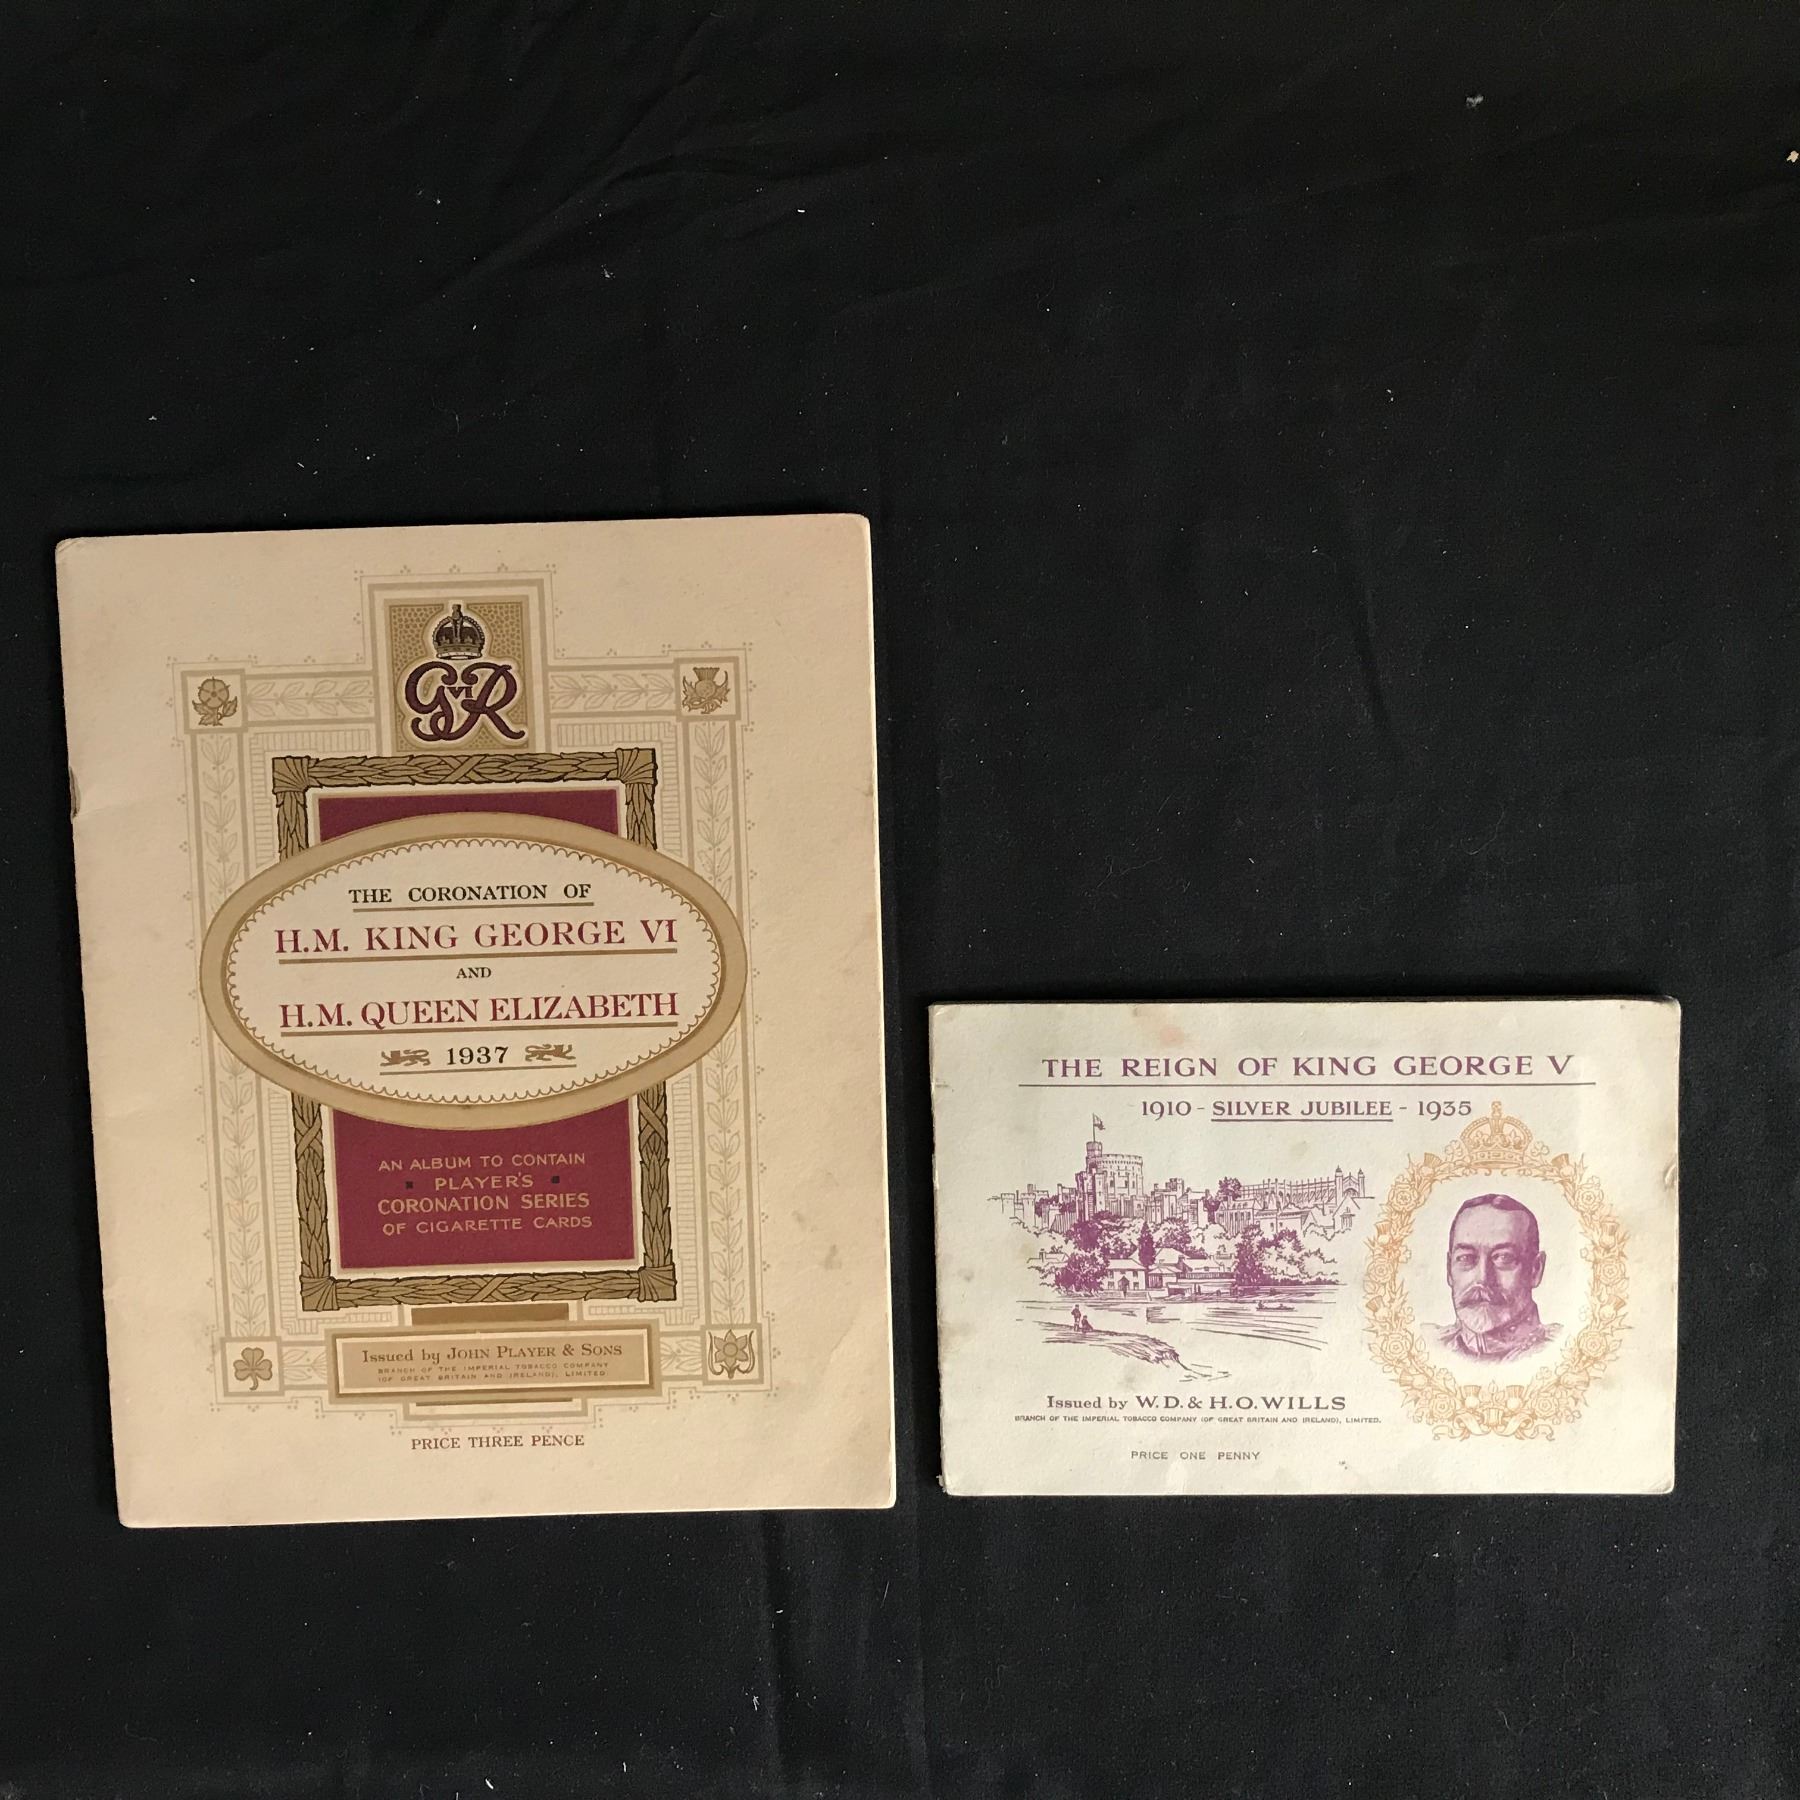 GVIR
THE CORONATION OF
H.M. KING GEORGE VI
AND
H.M. QUEEN ELIZABETH
1937
AN ALBUM TO CONTAIN
PLAYER'S
CORONATION SERIES
OF CIGARETTE CARDS
Issued by JOHN PLAYER & SONS
BRANCH OF THE IMPERIAL TOBACCO COMPANY
(OF GREAT BRITAIN AND IRELAND), LIMITED
PRICE THREE PENCE
THE REIGN OF KING GEORGE V
1910 - SILVER JUBILEE - 1935
Issued by W.D. & H.O. WILLS
BRANCH OF THE IMPERIAL TOBACCO COMPANY (OF GREAT BRITAIN AND IRELAND), LIMITED.
PRICE ONE PENNY